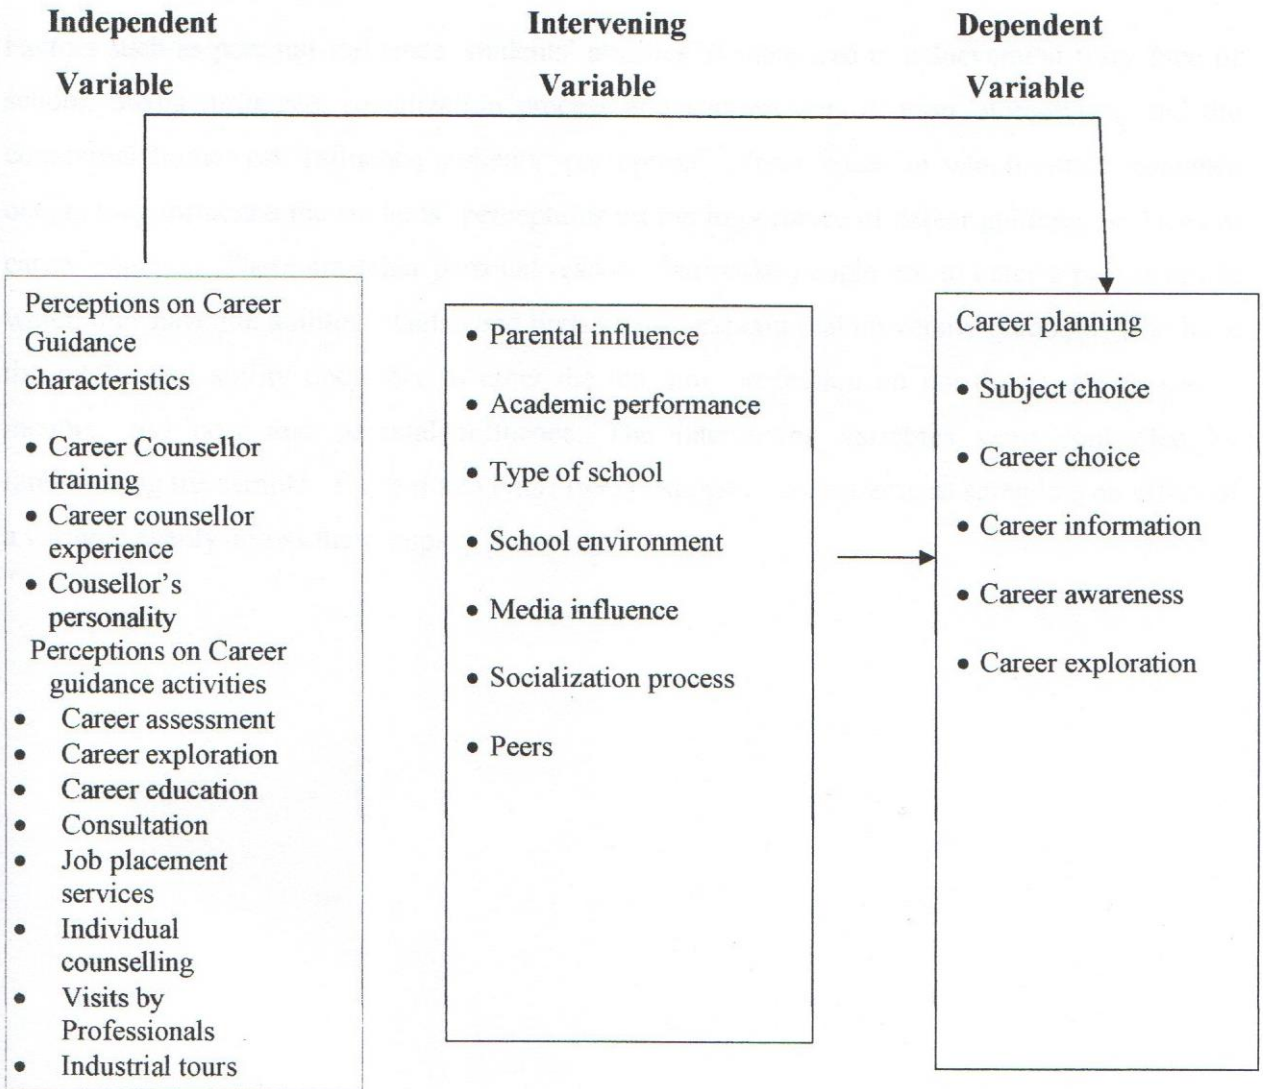 Independent
Variable
Intervening
Variable
Dependent
Variable
Perceptions on Career
Guidance
characteristics
• Career Counsellor
training
• Career counsellor
experience
• Cousellor's
personality
Perceptions on Career
guidance activities
• Career assessment
• Career exploration
• Career education
• Consultation
• Job placement
services
• Individual
counselling
• Visits by
Professionals
• Industrial tours
• Parental influence
• Academic performance
• Type of school
• School environment
• Media influence
• Socialization process
• Peers
Career planning
• Subject choice
• Career choice
• Career information
• Career awareness
• Career exploration